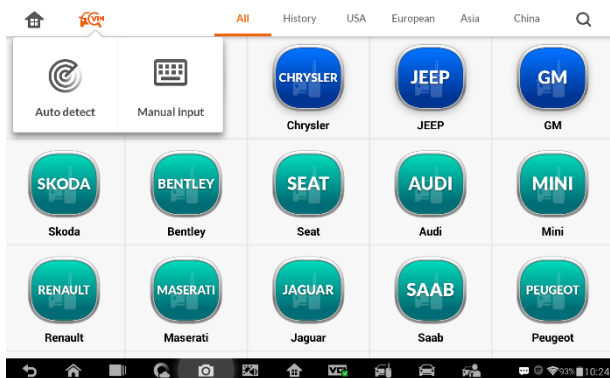 VIN All History USA European Asia China
Auto detect Manual input
CHRYSLER JEEP GM
Chrysler JEEP GM
SKODA BENTLEY SEAT AUDI MINI
Skoda Bentley Seat Audi Mini
RENAULT MASERATI JAGUAR SAAB PEUGEOT
Renault Maserati Jaguar Saab Peugeot
93% 10:24